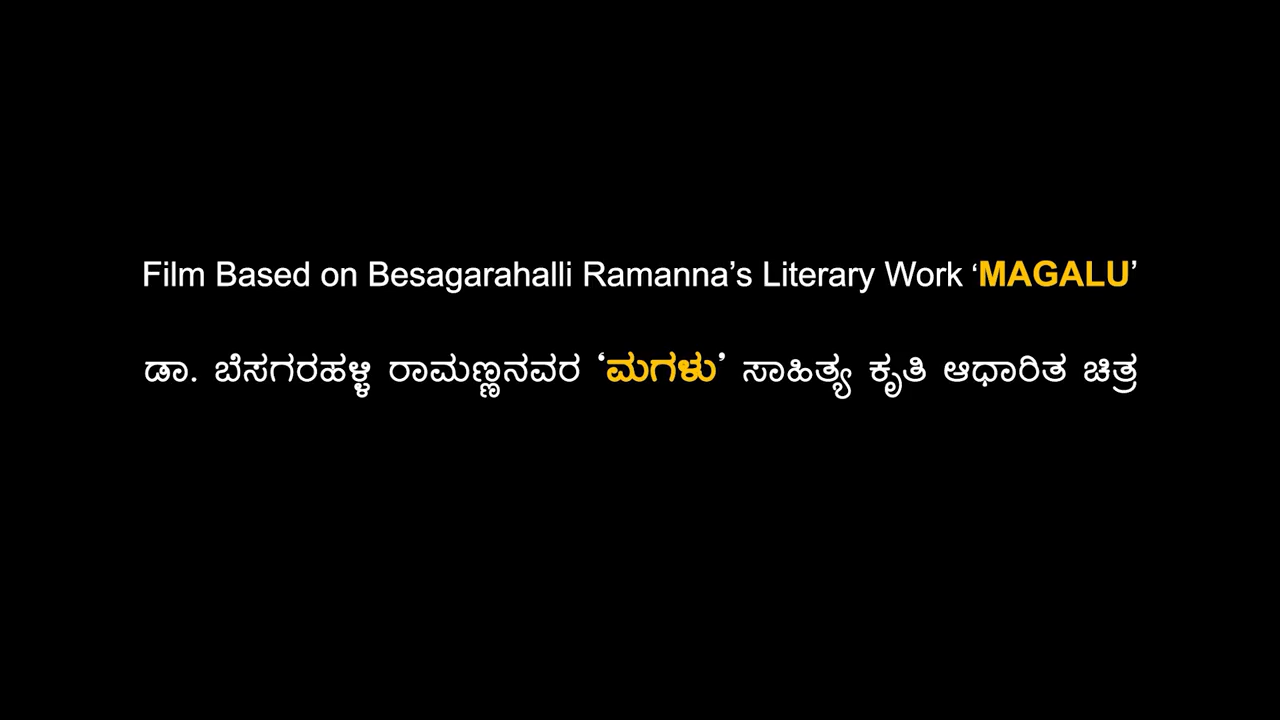 Film Based on Besagarahalli Ramanna’s Literary Work ‘MAGALU’
ಡಾ. ಬೆಸಗರಹಳ್ಳಿ ರಾಮಣ್ಣನವರ ‘ಮಗಳು’ ಸಾಹಿತ್ಯ ಕೃತಿ ಆಧಾರಿತ ಚಿತ್ರ